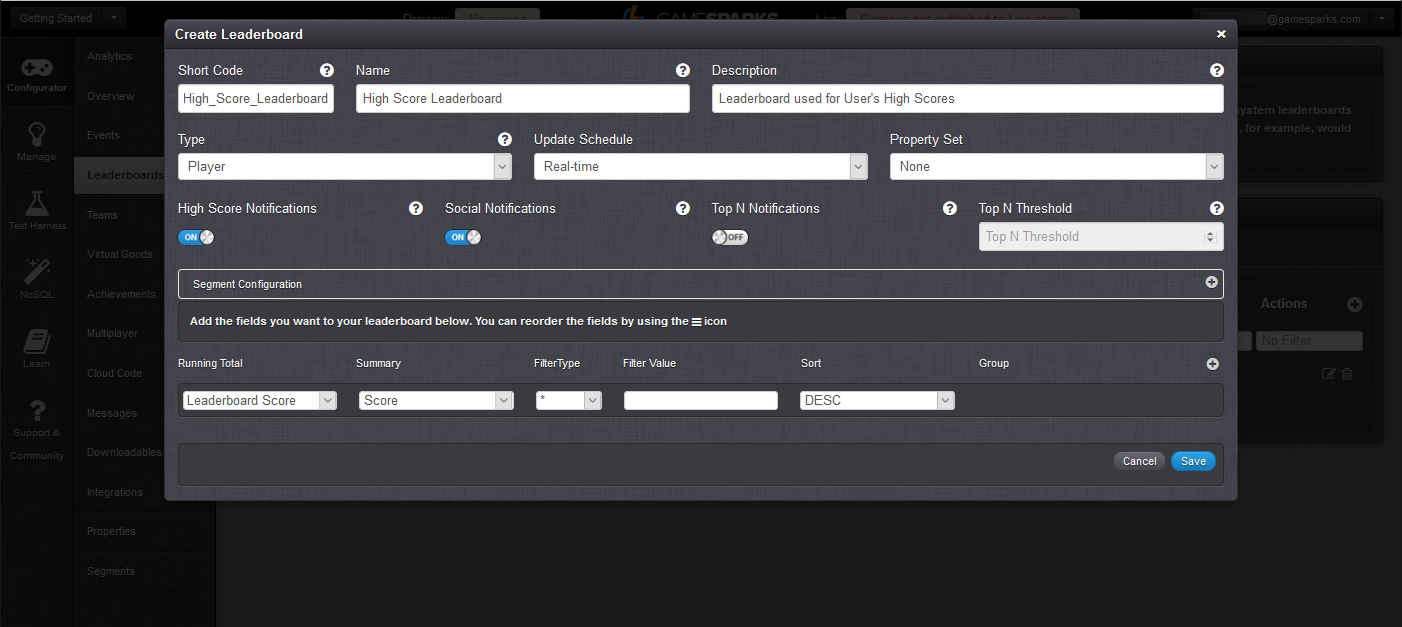 Getting Started
Preview:
GAMESPARKS
Live:
@gamesparks.com
Configurator
Manage
Test Harness
NoSQL
Learn
Support &
Community
Analytics
Overview
Events
Leaderboards
Teams
Virtual Goods
Achievements
Multiplayer
Cloud Code
Messages
Downloadables
Integrations
Properties
Segments
Create Leaderboard
Short Code
Name
Description
High_Score_Leaderboard
High Score Leaderboard
Leaderboard used for User's High Scores
Type
Update Schedule
Property Set
Player
Real-time
None
High Score Notifications
Social Notifications
Top N Notifications
Top N Threshold
ON
ON
OFF
Top N Threshold
Segment Configuration
Add the fields you want to your leaderboard below. You can reorder the fields by using the icon
Running Total
Summary
FilterType
Filter Value
Sort
Group
Leaderboard Score
Score
*
DESC
Cancel
Save
system leaderboards
, for example, would
Actions
No Filter